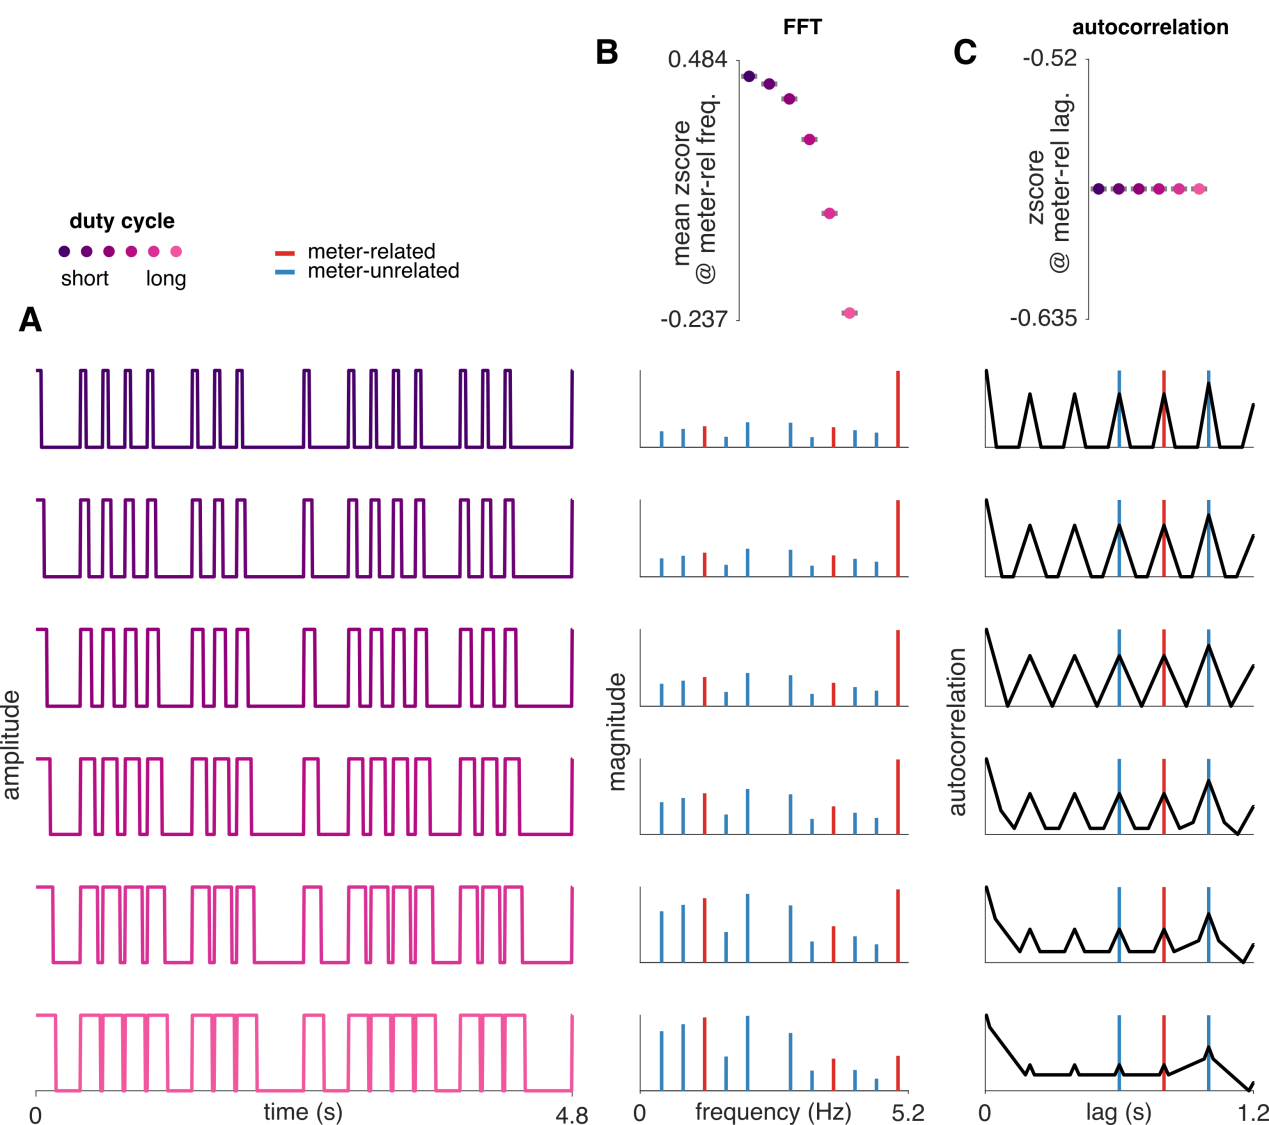 B
FFT
0.484
mean zscore
@ meter-rel freq.
-0.237
C
autocorrelation
-0.52
zscore
@ meter-rel lag.
-0.635
duty cycle
short
long
meter-related
meter-unrelated
A
amplitude
magnitude
autocorrelation
0
time (s)
4.8
0
frequency (Hz)
5.2
0
lag (s)
1.2